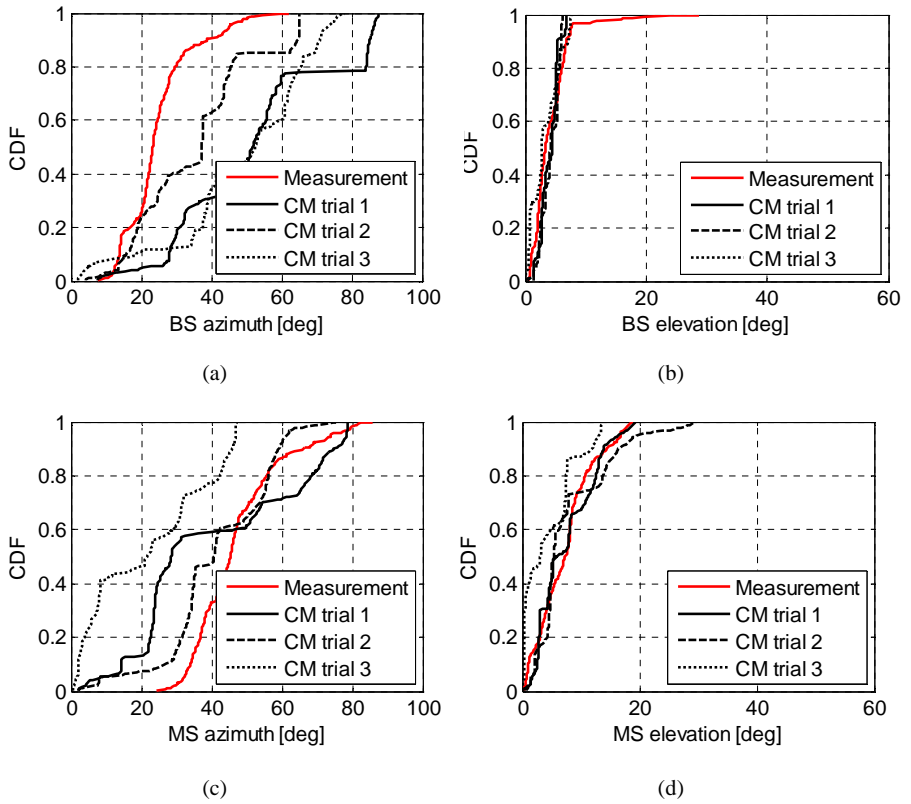 1
0.8
0.6
0.4
0.2
0
CDF
0 20 40 60 80 100
BS azimuth [deg]
Measurement
CM trial 1
CM trial 2
CM trial 3
(a)
1
0.8
0.6
0.4
0.2
0
CDF
0 20 40 60
BS elevation [deg]
Measurement
CM trial 1
CM trial 2
CM trial 3
(b)
1
0.8
0.6
0.4
0.2
0
CDF
0 20 40 60 80 100
MS azimuth [deg]
Measurement
CM trial 1
CM trial 2
CM trial 3
(c)
1
0.8
0.6
0.4
0.2
0
CDF
0 20 40 60
MS elevation [deg]
Measurement
CM trial 1
CM trial 2
CM trial 3
(d)